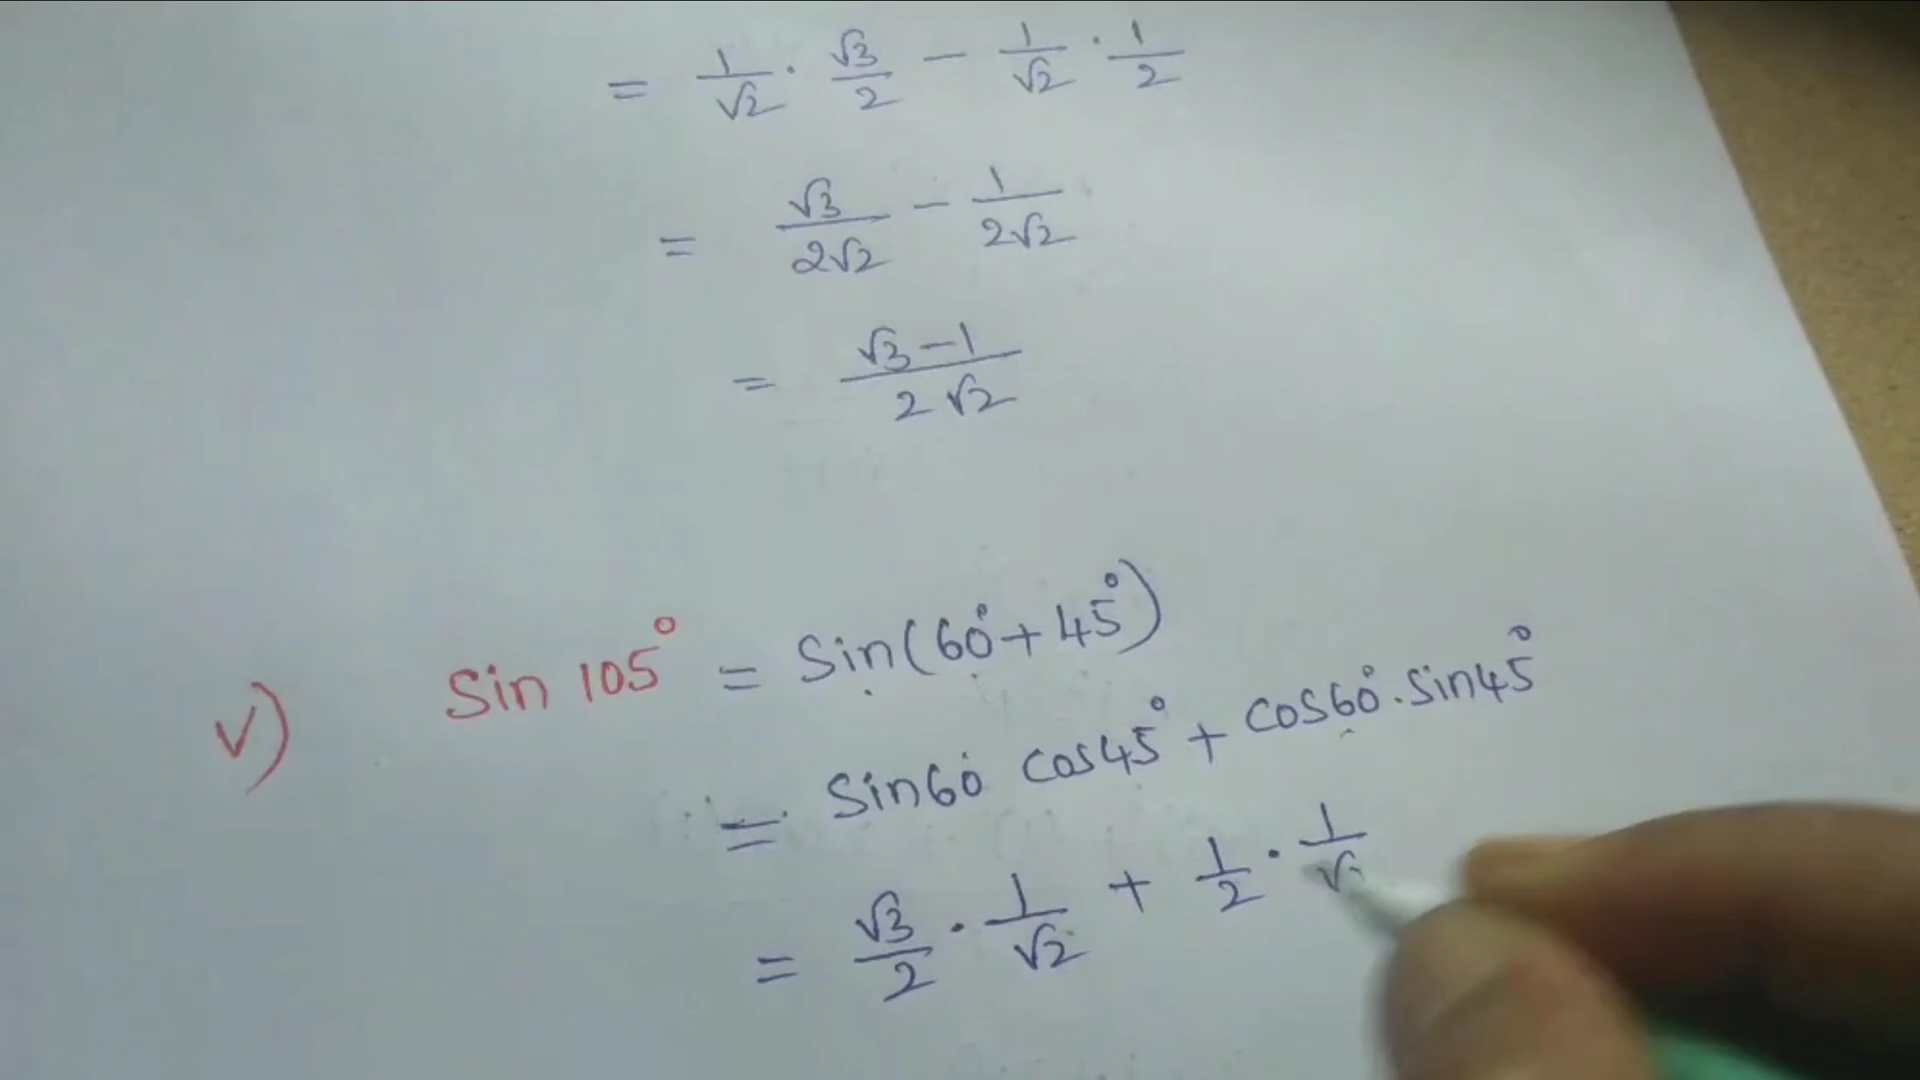 = 1/√2 · √3/2 − 1/√2 · 1/2
= √3/2√2 − 1/2√2
= √3−1/2√2
v) Sin 105° = Sin(60°+45°)
= Sin60° cos45° + cos60°.sin45°
= √3/2 · 1/√2 + 1/2 · 1/√